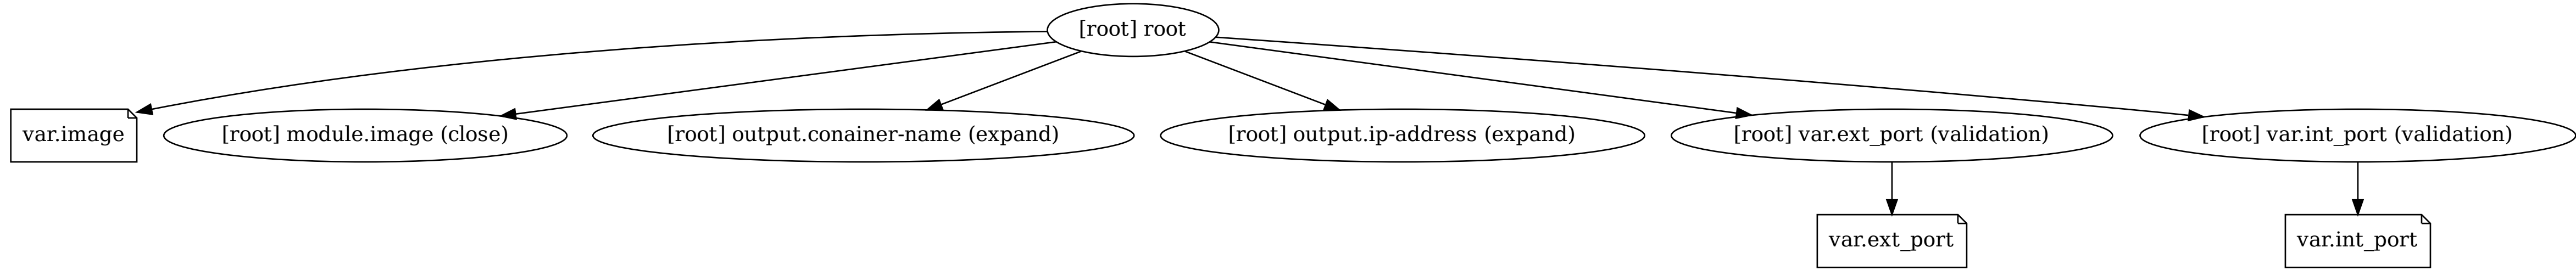 [root] root
var.image
[root] module.image (close)
[root] output.conainer-name (expand)
[root] output.ip-address (expand)
[root] var.ext_port (validation)
[root] var.int_port (validation)
var.ext_port
var.int_port